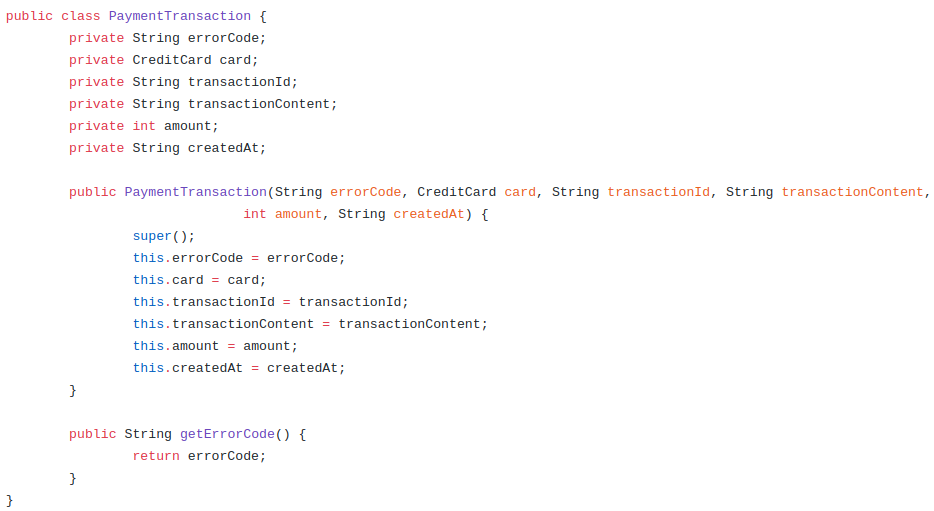 public class PaymentTransaction {
        private String errorCode;
        private CreditCard card;
        private String transactionId;
        private String transactionContent;
        private int amount;
        private String createdAt;

        public PaymentTransaction(String errorCode, CreditCard card, String transactionId, String transactionContent,
                              int amount, String createdAt) {
                super();
                this.errorCode = errorCode;
                this.card = card;
                this.transactionId = transactionId;
                this.transactionContent = transactionContent;
                this.amount = amount;
                this.createdAt = createdAt;
        }

        public String getErrorCode() {
                return errorCode;
        }
}